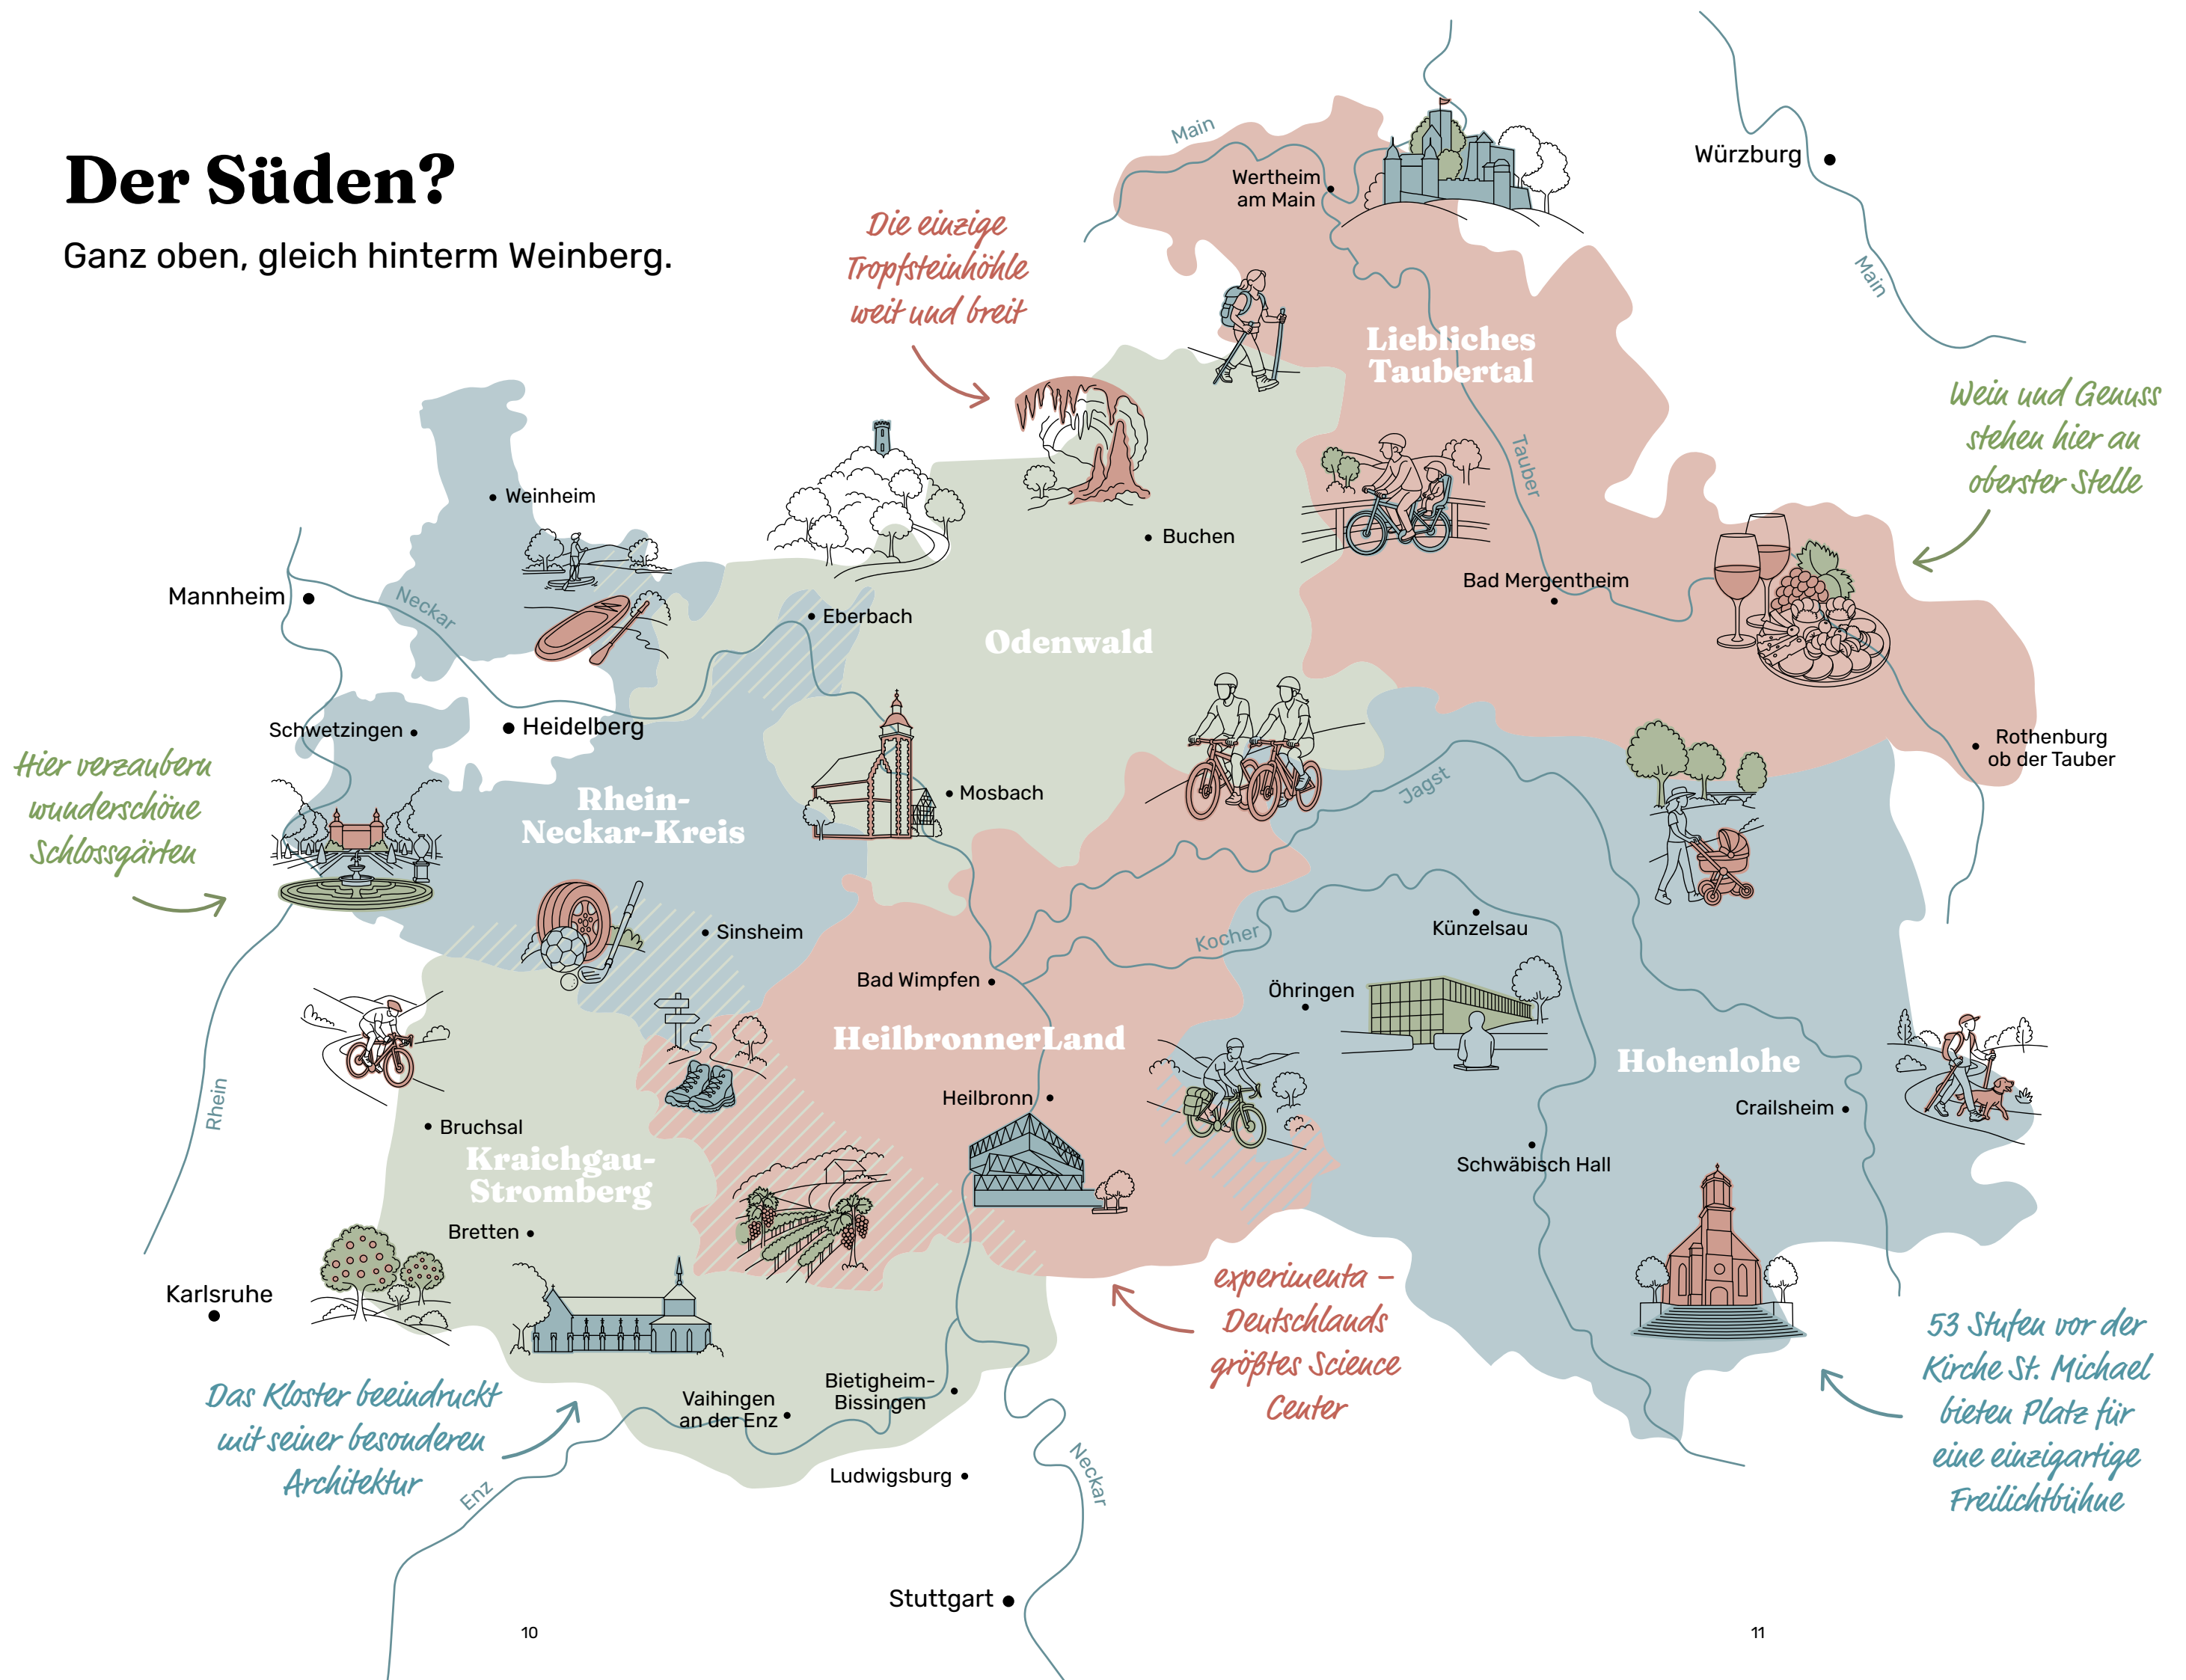 Der Süden?
Ganz oben, gleich hinterm Weinberg.
Main
Wertheim
am Main
Würzburg
Main
Die einzige
Tropfsteinhöhle
weit und breit
Liebliches
Taubertal
Wein und Genuss
stehen hier an
oberster Stelle
Tauber
Weinheim
Buchen
Bad Mergentheim
Mannheim
Neckar
Eberbach
Odenwald
Schwetzingen
Heidelberg
Rothenburg
ob der Tauber
Hier verzaubern
wunderschöne
Schlossgärten
Rhein-
Neckar-Kreis
Mosbach
Jagst
Sinsheim
Künzelsau
Kocher
Bad Wimpfen
Öhringen
HeilbronnerLand
Hohenlohe
Rhein
Heilbronn
Crailsheim
Bruchsal
Kraichgau-
Stromberg
Schwäbisch Hall
Bretten
Karlsruhe
experimenta –
Deutschlands
größtes Science
Center
53 Stufen vor der
Kirche St. Michael
bieten Platz für
eine einzigartige
Freilichtbühne
Das Kloster beeindruckt
mit seiner besonderen
Architektur
Vaihingen
an der Enz
Bietigheim-
Bissingen
Enz
Ludwigsburg
Neckar
Stuttgart
10
11